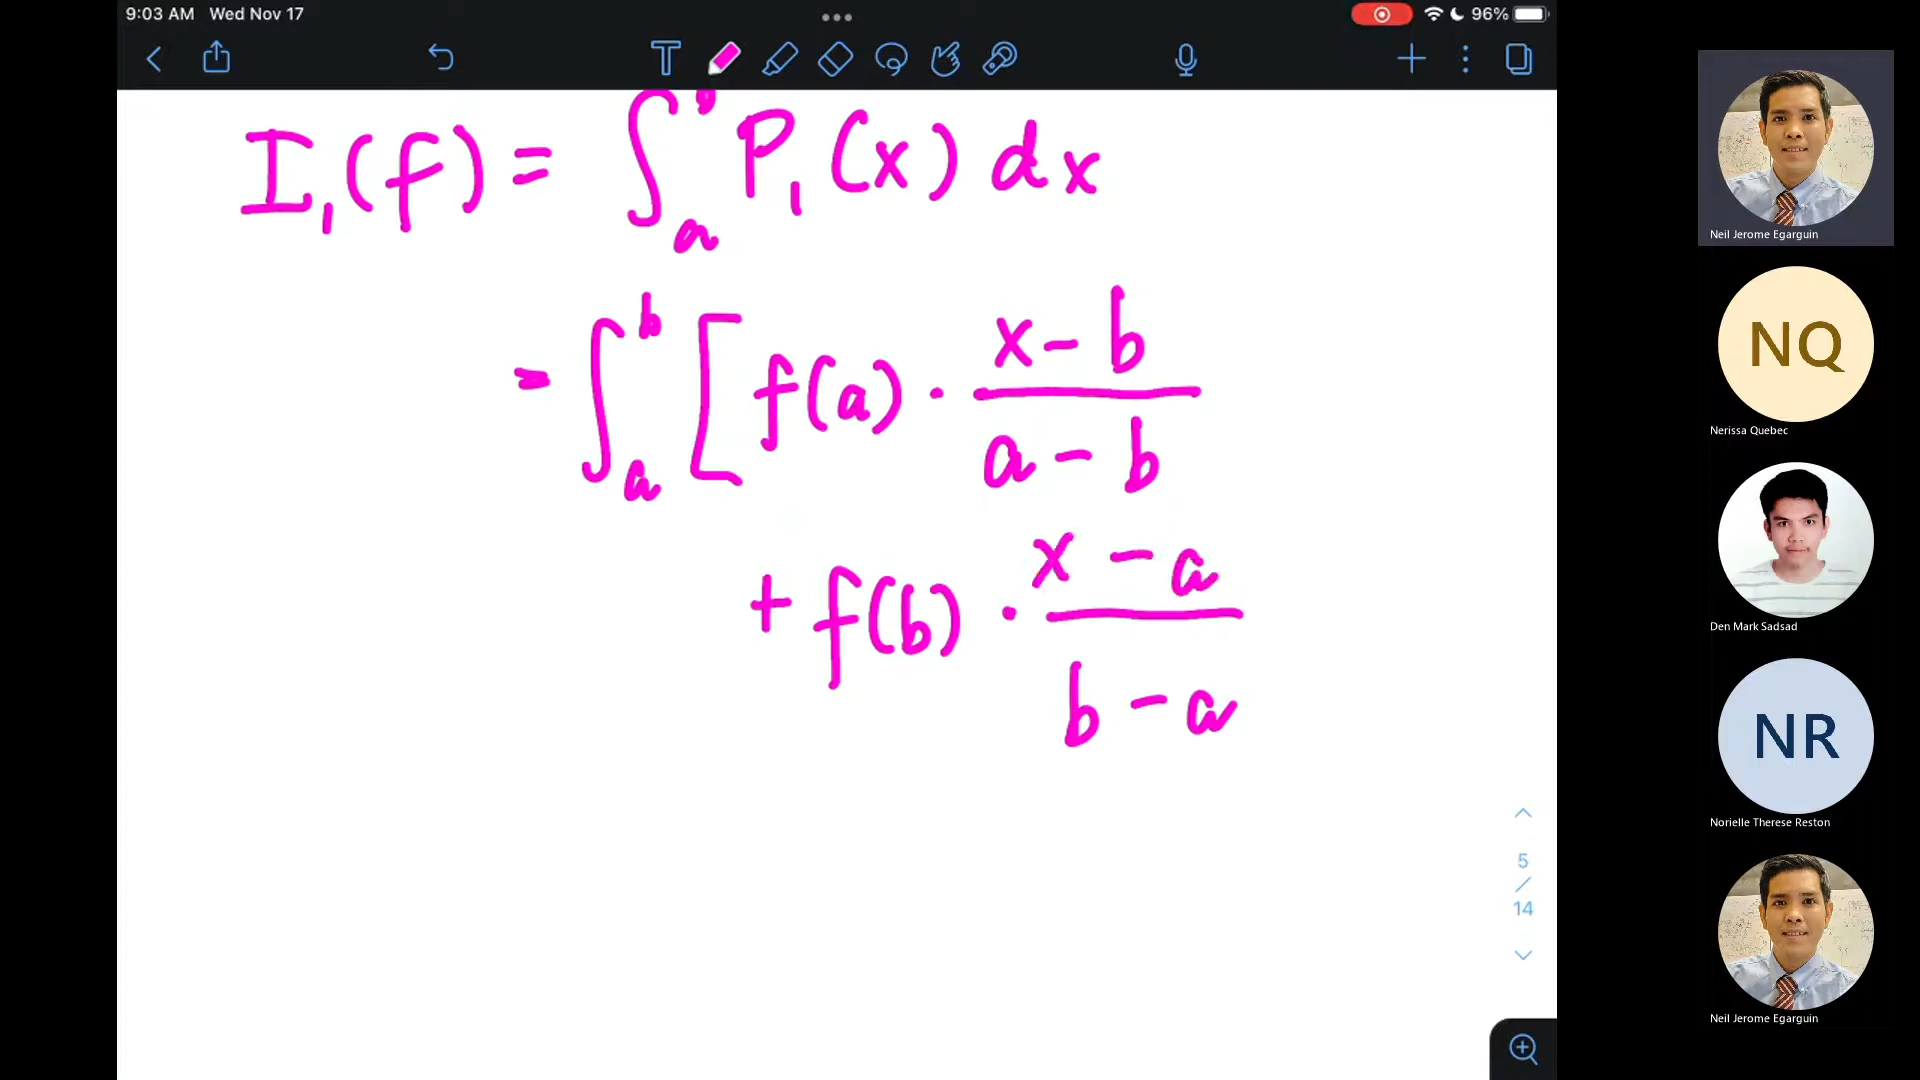 9:03 AM Wed Nov 17
96%
I₁(f) = ∫ₐᵇ P₁(x) dx
= ∫ₐᵇ [ f(a) · (x - b)/(a - b)
+ f(b) · (x - a)/(b - a)
5
/
14
Neil Jerome Egarguin
NQ
Nerissa Quebec
Den Mark Sadsad
NR
Norielle Therese Reston
Neil Jerome Egarguin